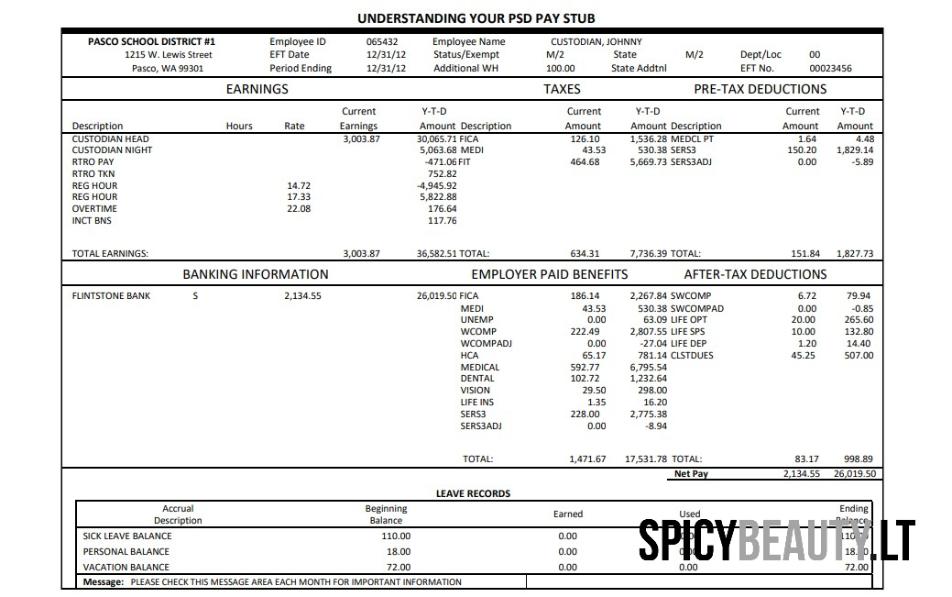 UNDERSTANDING YOUR PSD PAY STUB
PASCO SCHOOL DISTRICT #1 Employee ID 065432 Employee Name CUSTODIAN, JOHNNY
1215 W. Lewis Street EFT Date 12/31/12 Status/Exempt M/2 State M/2 Dept/Loc 00
Pasco, WA 99301 Period Ending 12/31/12 Additional WH 100.00 State Addtnl EFT No. 00023456
EARNINGS TAXES PRE-TAX DEDUCTIONS
Current Y-T-D Current Y-T-D Current Y-T-D
Description Hours Rate Earnings Amount Description Amount Amount Description Amount Amount
CUSTODIAN HEAD 3,003.87 30,065.71 FICA 126.10 1,536.28 MEDCL PT 1.64 4.48
CUSTODIAN NIGHT 5,063.68 MEDI 43.53 530.38 SERS3 150.20 1,829.14
RTRO PAY -471.06 FIT 464.68 5,669.73 SERS3ADJ 0.00 -5.89
RTRO TKN 752.82
REG HOUR 14.72 -4,945.92
REG HOUR 17.33 5,822.88
OVERTIME 22.08 176.64
INCT BNS 117.76
TOTAL EARNINGS: 3,003.87 36,582.51 TOTAL: 634.31 7,736.39 TOTAL: 151.84 1,827.73
BANKING INFORMATION EMPLOYER PAID BENEFITS AFTER-TAX DEDUCTIONS
FLINTSTONE BANK S 2,134.55 26,019.50 FICA 186.14 2,267.84 SWCOMP 6.72 79.94
MEDI 43.53 530.38 SWCOMPAD 0.00 -0.85
UNEMP 0.00 63.09 LIFE OPT 20.00 265.60
WCOMP 222.49 2,807.55 LIFE SPS 10.00 132.80
WCOMPADJ 0.00 -27.04 LIFE DEP 1.20 14.40
HCA 65.17 781.14 CLSTDUES 45.25 507.00
MEDICAL 592.77 6,795.54
DENTAL 102.72 1,232.64
VISION 29.50 298.00
LIFE INS 1.35 16.20
SERS3 228.00 2,775.38
SERS3ADJ 0.00 -8.94
TOTAL: 1,471.67 17,531.78 TOTAL: 83.17 998.89
Net Pay 2,134.55 26,019.50
LEAVE RECORDS
Accrual Beginning Earned Used Ending
Description Balance
SICK LEAVE BALANCE 110.00 0.00
PERSONAL BALANCE 18.00 0.00
VACATION BALANCE 72.00 0.00 0.00 72.00
SPICYBEAUTY.LT
Message: PLEASE CHECK THIS MESSAGE AREA EACH MONTH FOR IMPORTANT INFORMATION